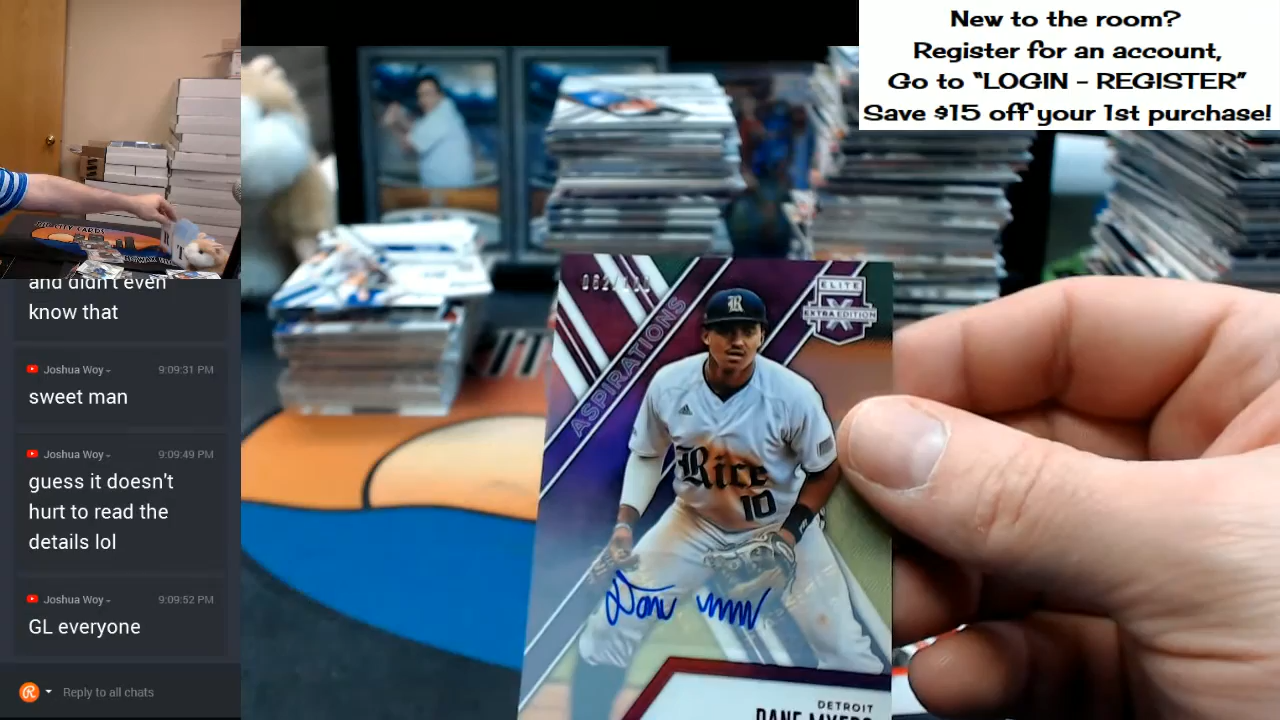 New to the room?
Register for an account,
Go to "LOGIN - REGISTER"
Save $15 off your 1st purchase!
and didn't even
know that
Joshua Woy
9:09:31 PM
sweet man
Joshua Woy
9:09:49 PM
guess it doesn't
hurt to read the
details lol
Joshua Woy
9:09:52 PM
GL everyone
Reply to all chats
ASPIRATIONS
ELITE
EXTRA EDITION
R
Rice
10
Dane
DETROIT
DANE MYERS